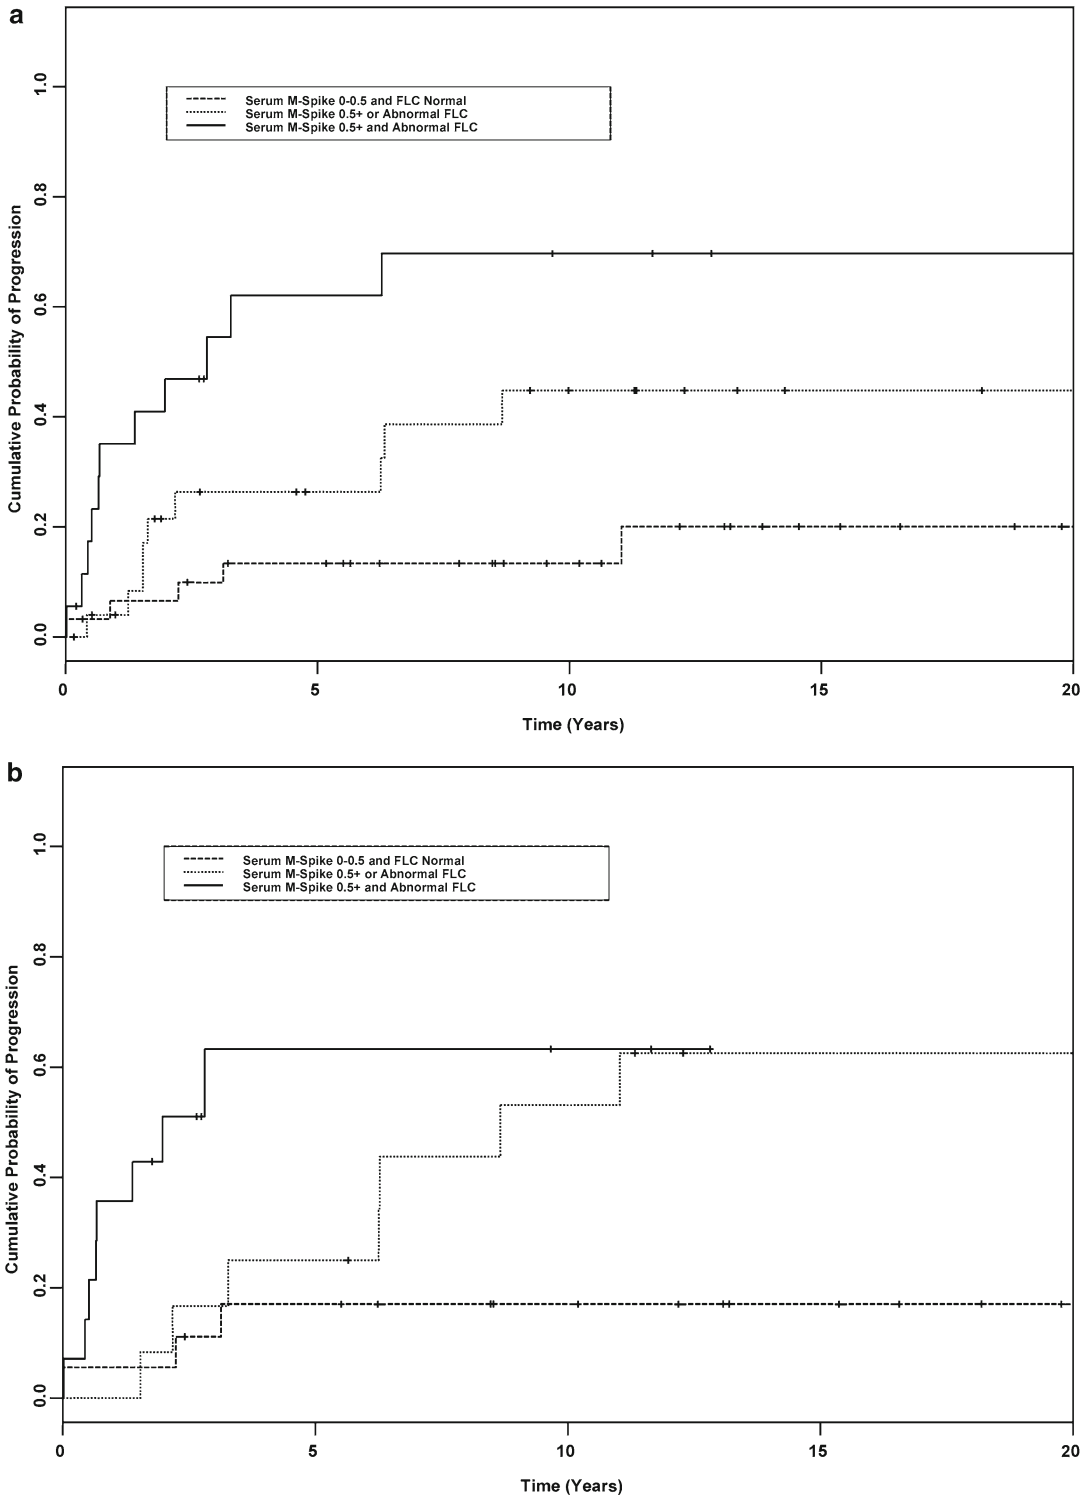 a
1.0
0.8
0.6
0.4
0.2
0.0
Cumulative Probability of Progression
Serum M-Spike 0-0.5 and FLC Normal
Serum M-Spike 0.5+ or Abnormal FLC
Serum M-Spike 0.5+ and Abnormal FLC
0 5 10 15 20
Time (Years)
b
1.0
0.8
0.6
0.4
0.2
0.0
Cumulative Probability of Progression
Serum M-Spike 0-0.5 and FLC Normal
Serum M-Spike 0.5+ or Abnormal FLC
Serum M-Spike 0.5+ and Abnormal FLC
0 5 10 15 20
Time (Years)